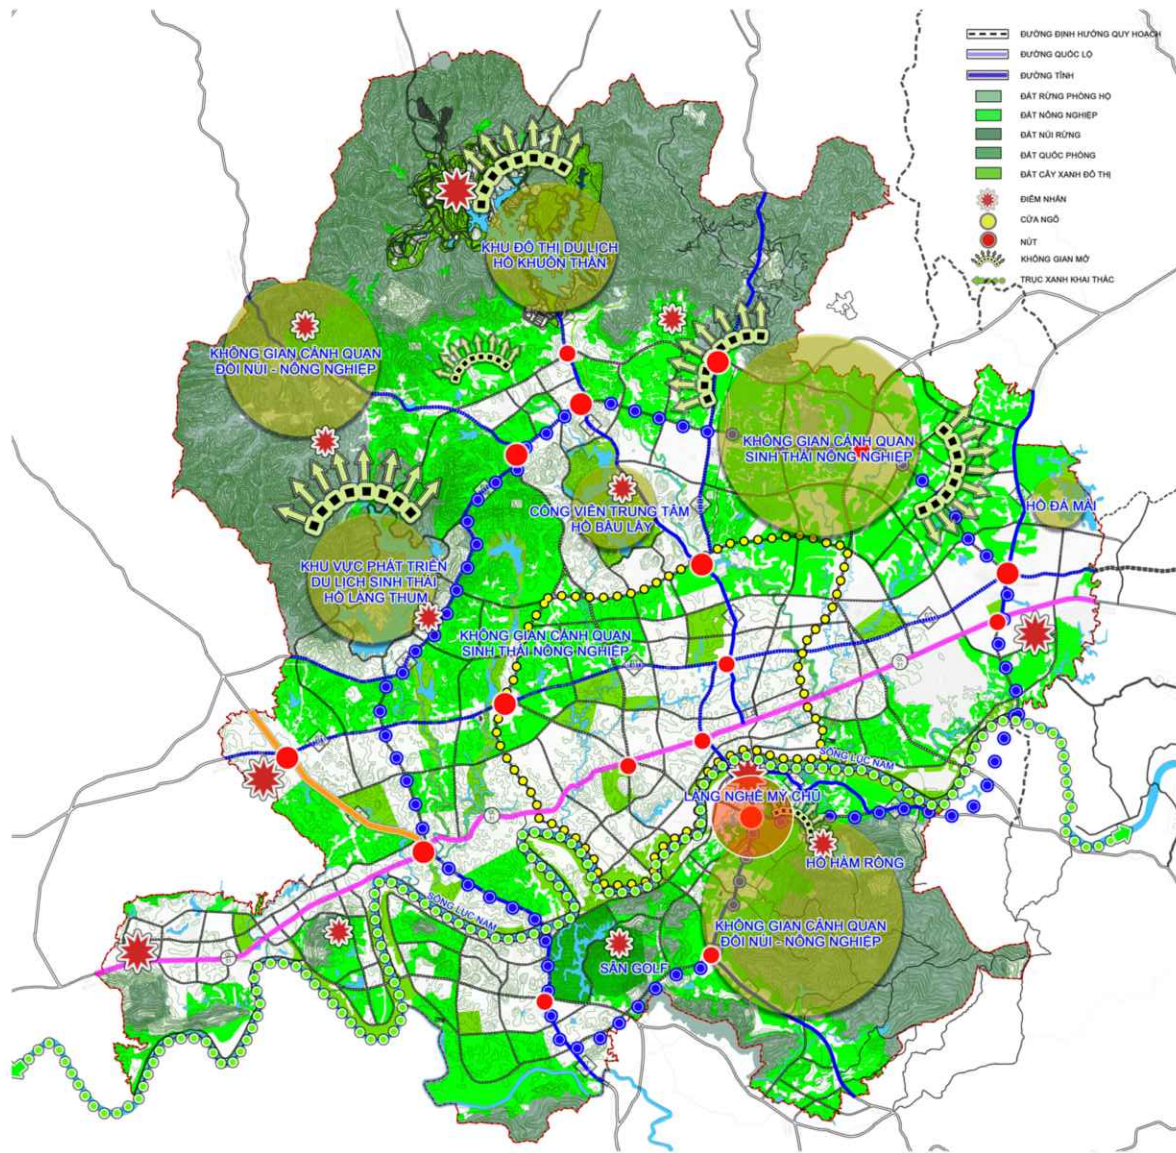 ĐƯỜNG ĐỊNH HƯỚNG QUY HOẠCH
ĐƯỜNG QUỐC LỘ
ĐƯỜNG TỈNH
ĐẤT RỪNG PHÒNG HỘ
ĐẤT NÔNG NGHIỆP
ĐẤT NÚI RỪNG
ĐẤT QUỐC PHÒNG
ĐẤT CÂY XANH ĐÔ THỊ
ĐIỂM NHẤN
CỬA NGÕ
NÚT
KHÔNG GIAN MỞ
TRỤC XANH KHAI THÁC
KHU ĐÔ THỊ DU LỊCH
HỒ KHUÔN THẦN
KHÔNG GIAN CẢNH QUAN
ĐỒI NÚI - NÔNG NGHIỆP
KHÔNG GIAN CẢNH QUAN
SINH THÁI NÔNG NGHIỆP
CÔNG VIÊN TRUNG TÂM
HỒ BẦU LẦY
HỒ ĐÁ MÀI
KHU VỰC PHÁT TRIỂN
DU LỊCH SINH THÁI
HỒ LÀNG THUM
KHÔNG GIAN CẢNH QUAN
SINH THÁI NÔNG NGHIỆP
SÔNG LỤC NAM
LÀNG NGHỀ MỲ CHŨ
HỒ HÀM RỒNG
SÔNG LỤC NAM
KHÔNG GIAN CẢNH QUAN
ĐỒI NÚI - NÔNG NGHIỆP
SÂN GOLF